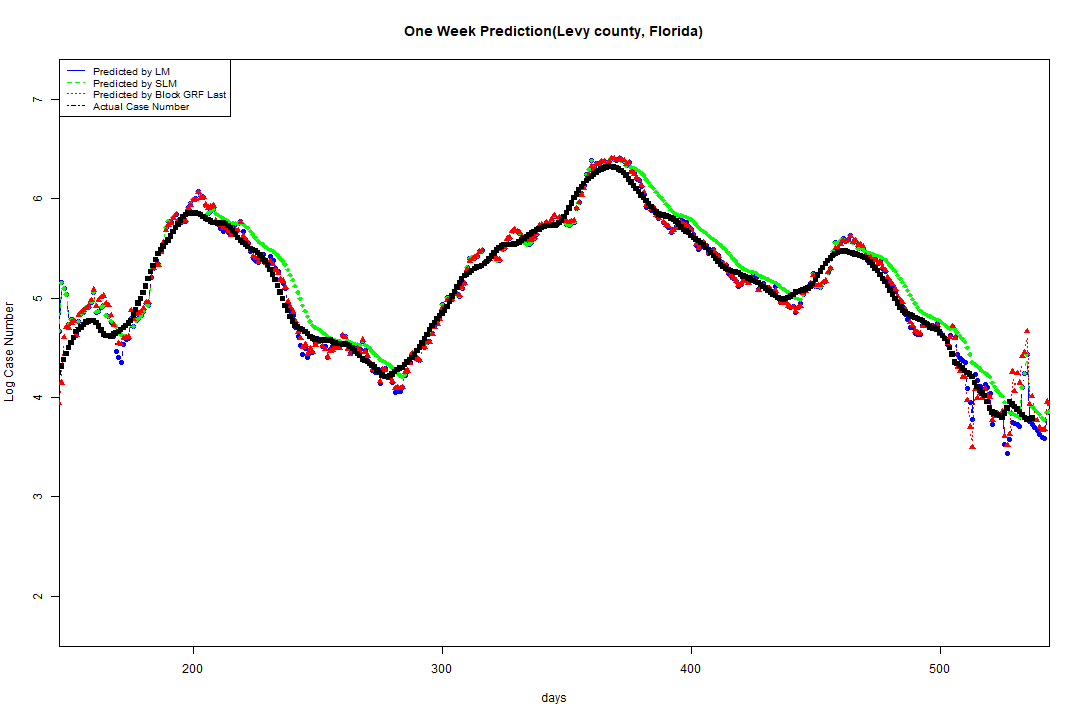 One Week Prediction(Levy county, Florida)
Predicted by LM
Predicted by SLM
Predicted by Block GRF Last
Actual Case Number
7
6
5
4
3
2
Log Case Number
200 300 400 500
days